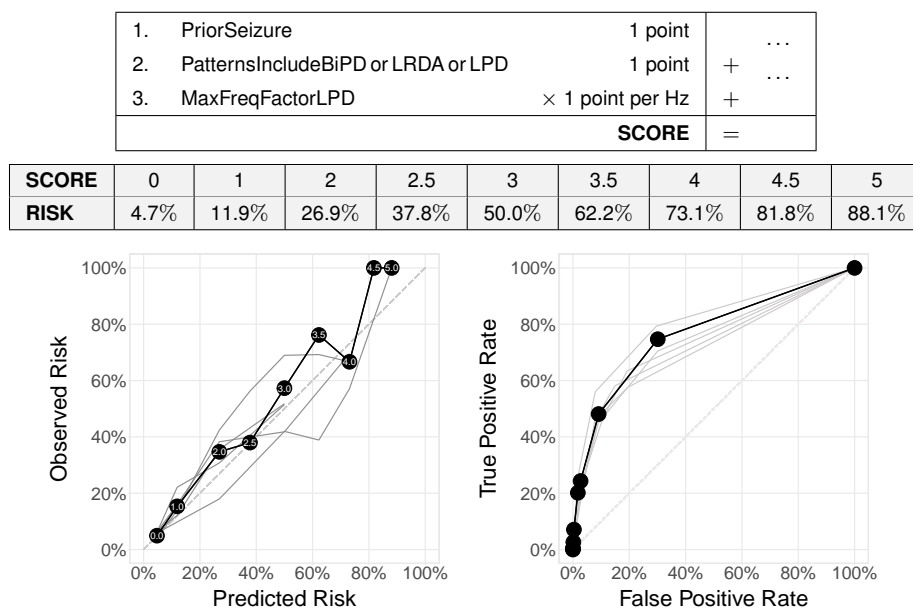 1. PriorSeizure 1 point ...
2. PatternsIncludeBiPD or LRDA or LPD 1 point + ...
3. MaxFreqFactorLPD × 1 point per Hz +
SCORE =
SCORE 0 1 2 2.5 3 3.5 4 4.5 5
RISK 4.7% 11.9% 26.9% 37.8% 50.0% 62.2% 73.1% 81.8% 88.1%
100%
80%
60%
40%
20%
0%
Observed Risk
0.0
1.0
2.0
2.5
3.0
3.5
4.0
4.5
5.0
0% 20% 40% 60% 80% 100%
Predicted Risk
100%
80%
60%
40%
20%
0%
True Positive Rate
0% 20% 40% 60% 80% 100%
False Positive Rate